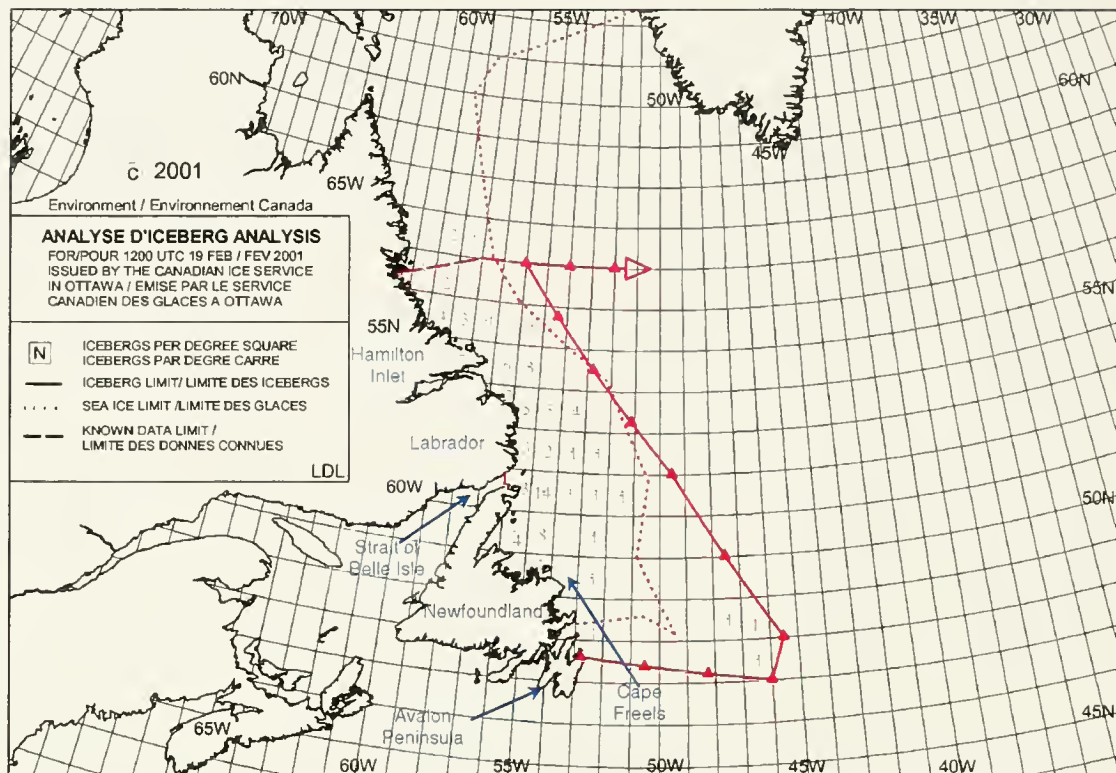 70W
60W
55W
40W
35W
30W
60N
60N
50W
45W
c 2001
65W
Environment / Environnement Canada
ANALYSE D'ICEBERG ANALYSIS
FOR/POUR 1200 UTC 19 FEB / FEV 2001
ISSUED BY THE CANADIAN ICE SERVICE
IN OTTAWA / EMISE PAR LE SERVICE
CANADIEN DES GLACES A OTTAWA
N
ICEBERGS PER DEGREE SQUARE
ICEBERGS PAR DEGRE CARRE
ICEBERG LIMIT/ LIMITE DES ICEBERGS
SEA ICE LIMIT /LIMITE DES GLACES
KNOWN DATA LIMIT /
LIMITE DES DONNES CONNUES
LDL
55N
55N
Hamilton
Inlet
Labrador
60W
50N
Strait of
Belle Isle
Newfoundland
Cape
Freels
Avalon
Peninsula
65W
45N
60W
55W
50W
45W
40W